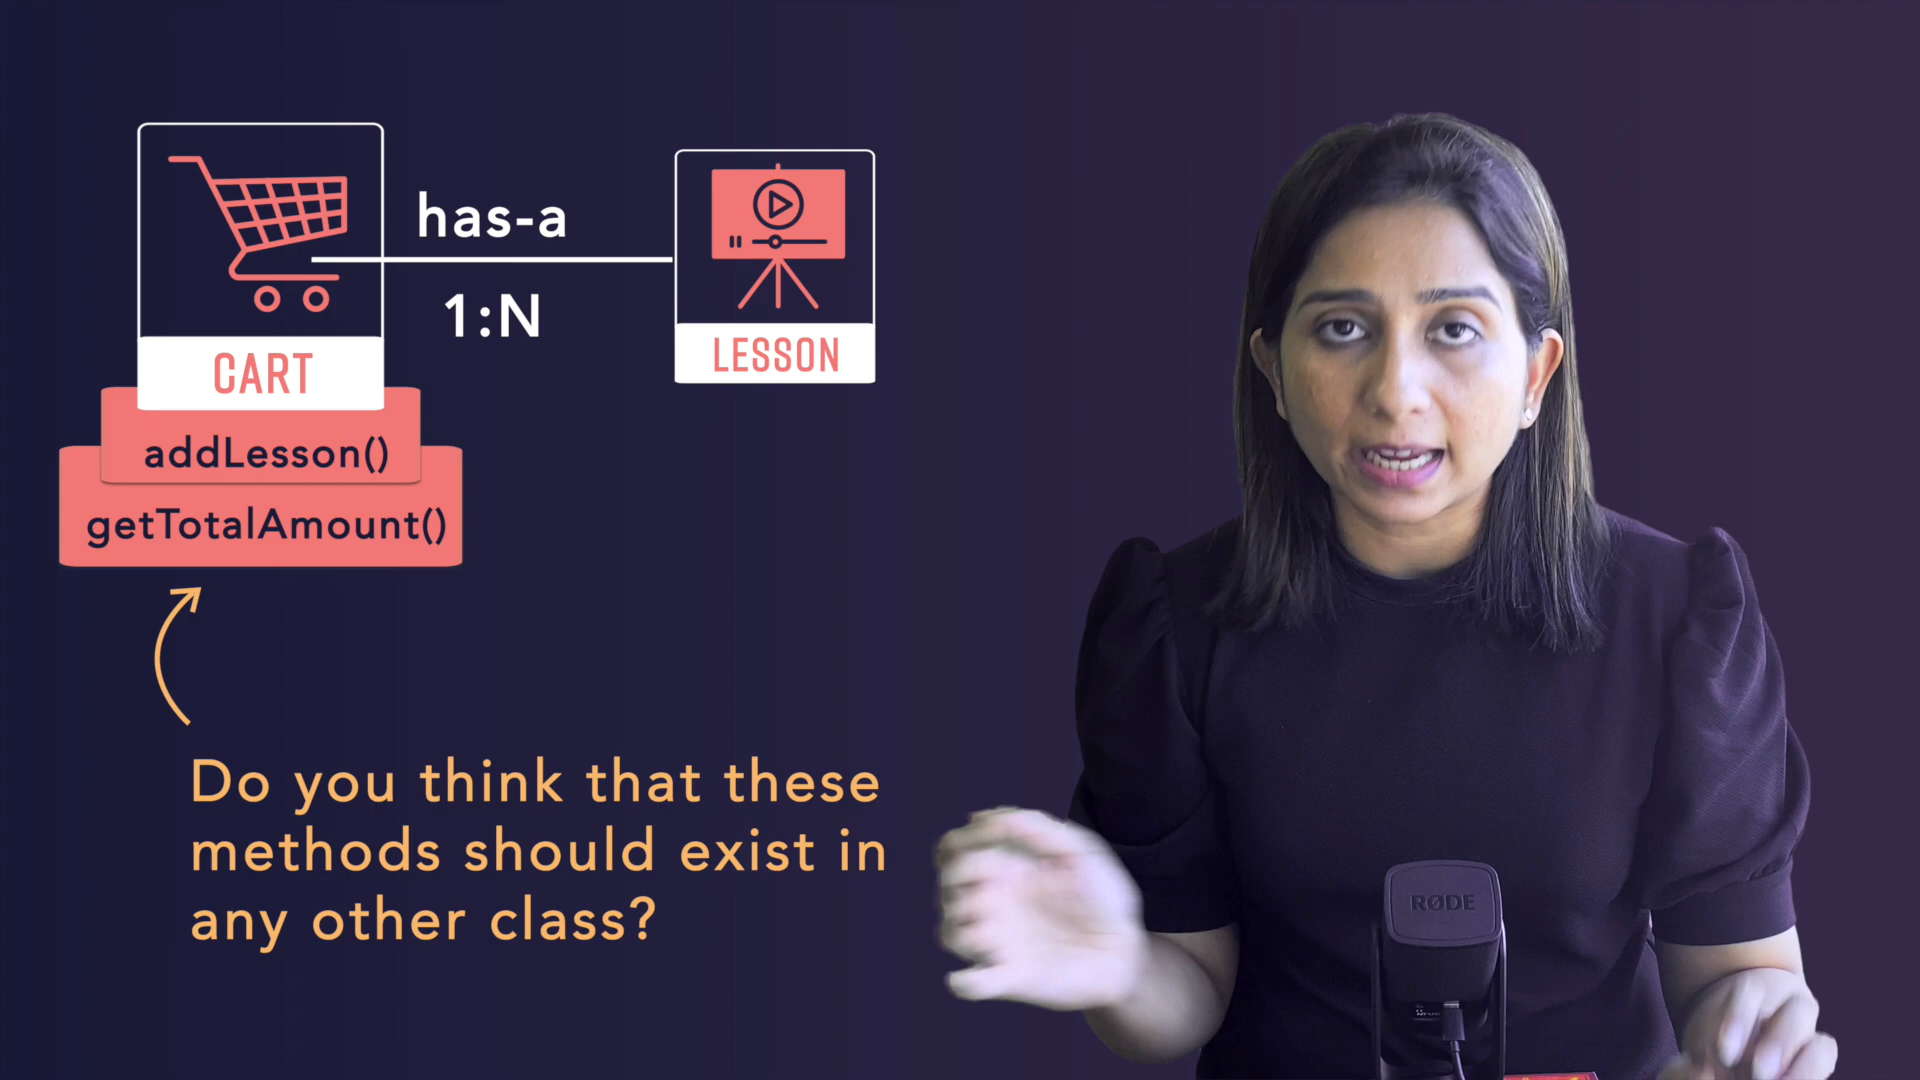 has-a
1:N
CART
LESSON
addLesson()
getTotalAmount()
Do you think that these
methods should exist in
any other class?
RØDE